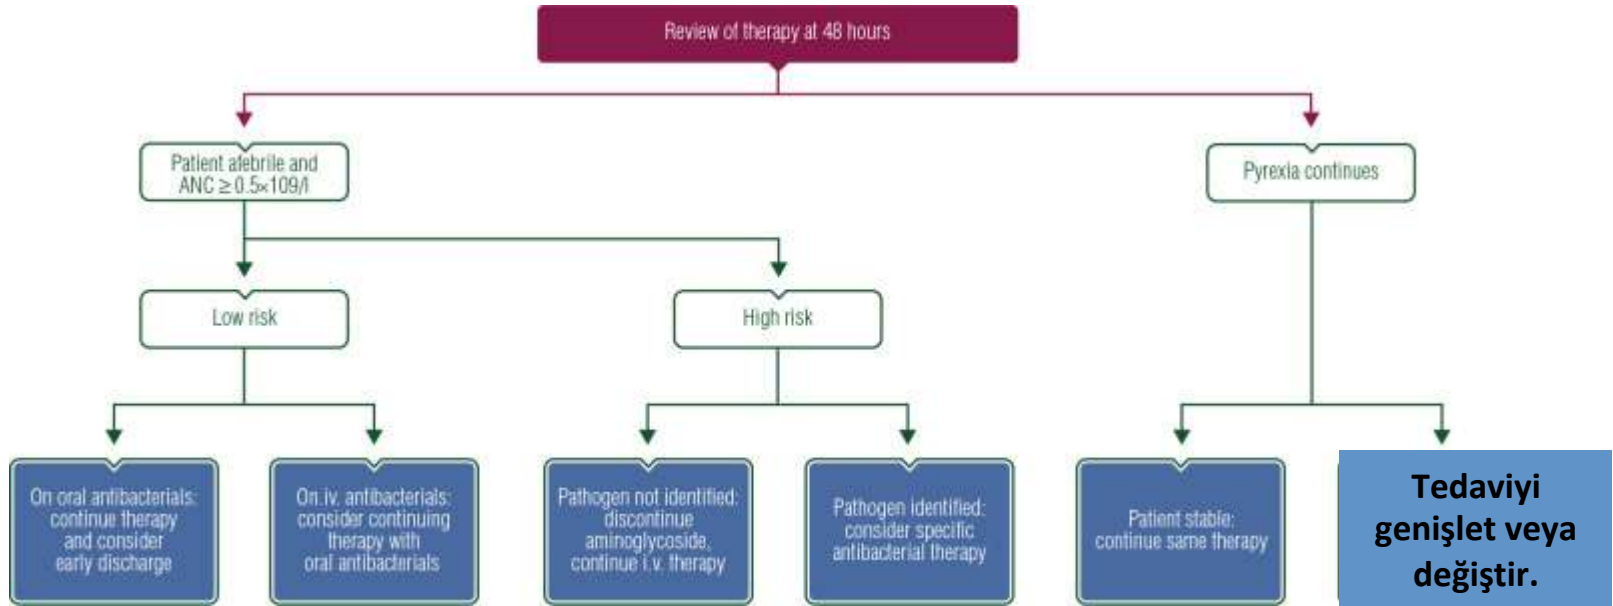 Review of therapy at 48 hours
Patient afebrile and
ANC ≥ 0.5×109/l
Pyrexia continues
Low risk
High risk
On oral antibacterials:
continue therapy
and consider
early discharge
On i.v. antibacterials:
consider continuing
therapy with
oral antibacterials
Pathogen not identified:
discontinue
aminoglycoside,
continue i.v. therapy
Pathogen identified:
consider specific
antibacterial therapy
Patient stable:
continue same therapy
Tedaviyi
genişlet veya
değiştir.